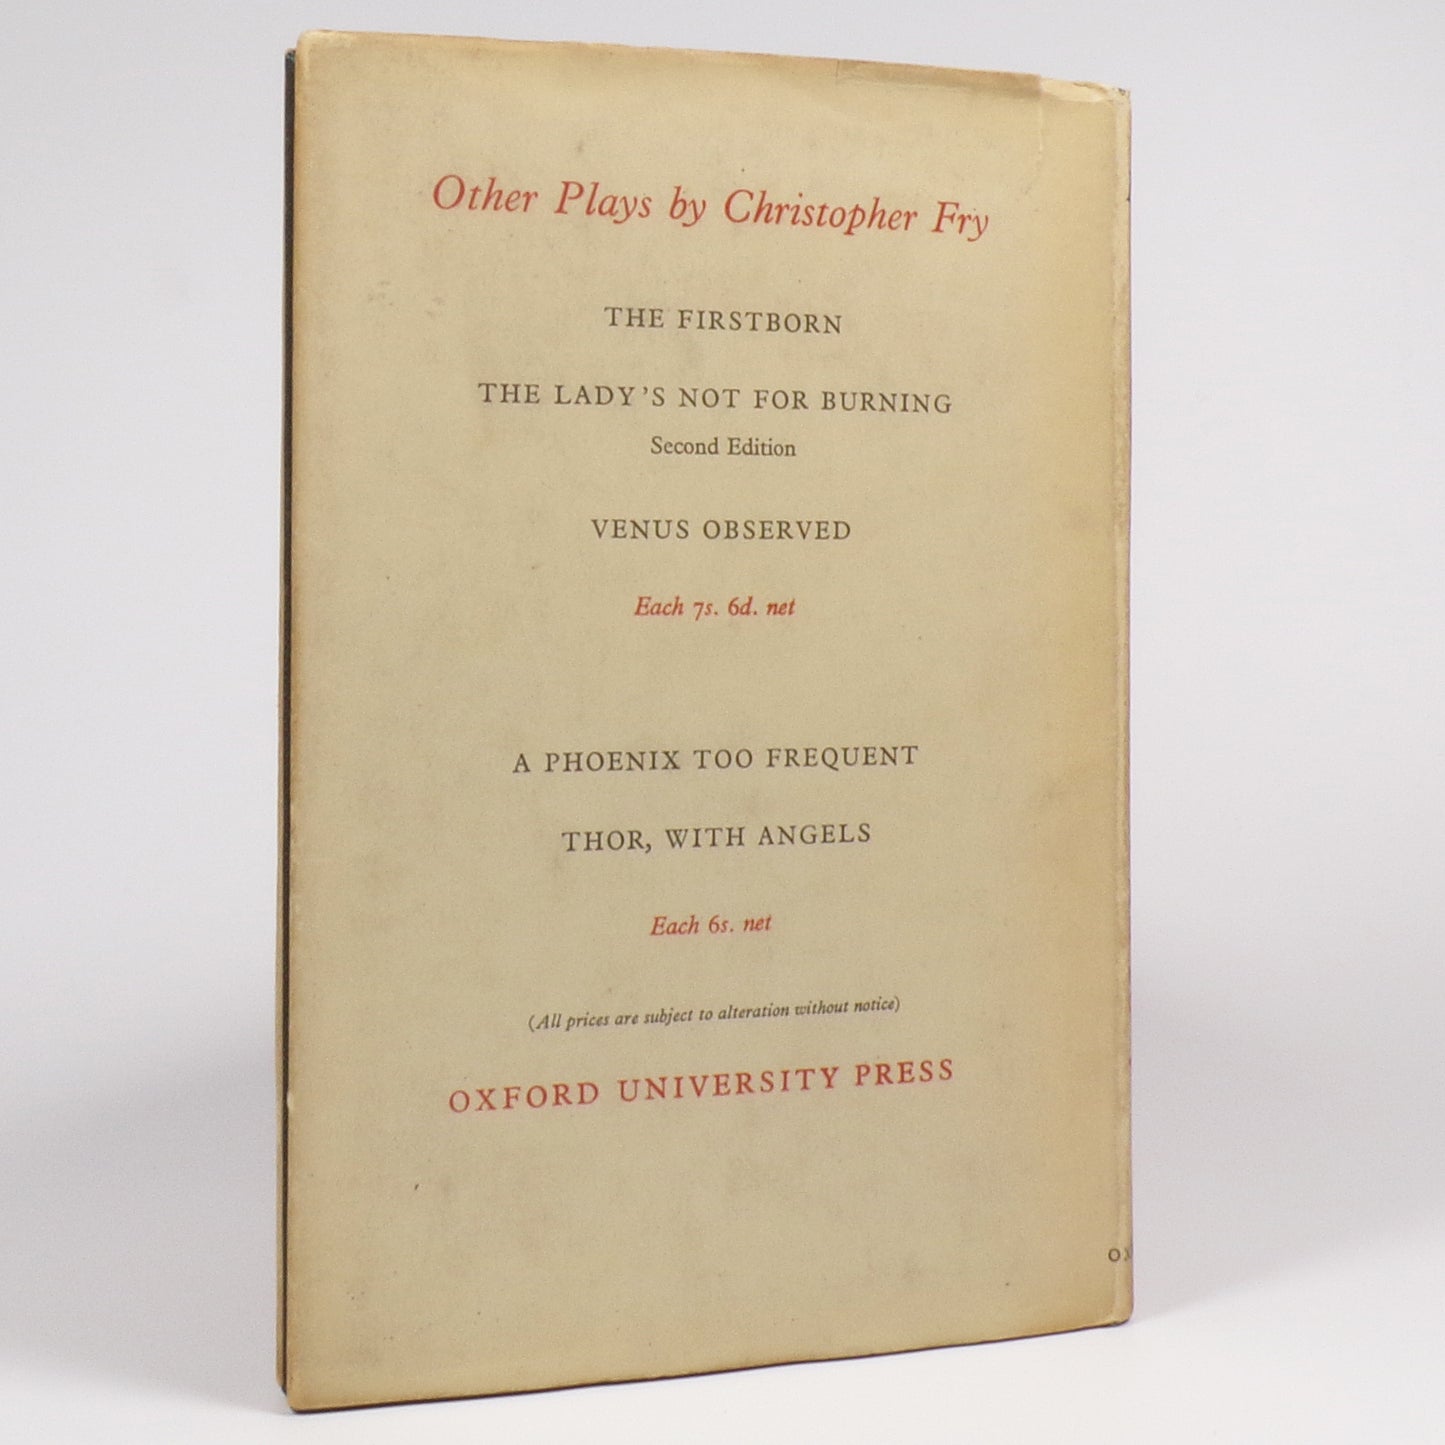 Other Plays by Christopher Fry
THE FIRSTBORN
THE LADY'S NOT FOR BURNING
Second Edition
VENUS OBSERVED
Each 7s. 6d. net
A PHOENIX TOO FREQUENT
THOR, WITH ANGELS
Each 6s. net
(All prices are subject to alteration without notice)
OXFORD UNIVERSITY PRESS